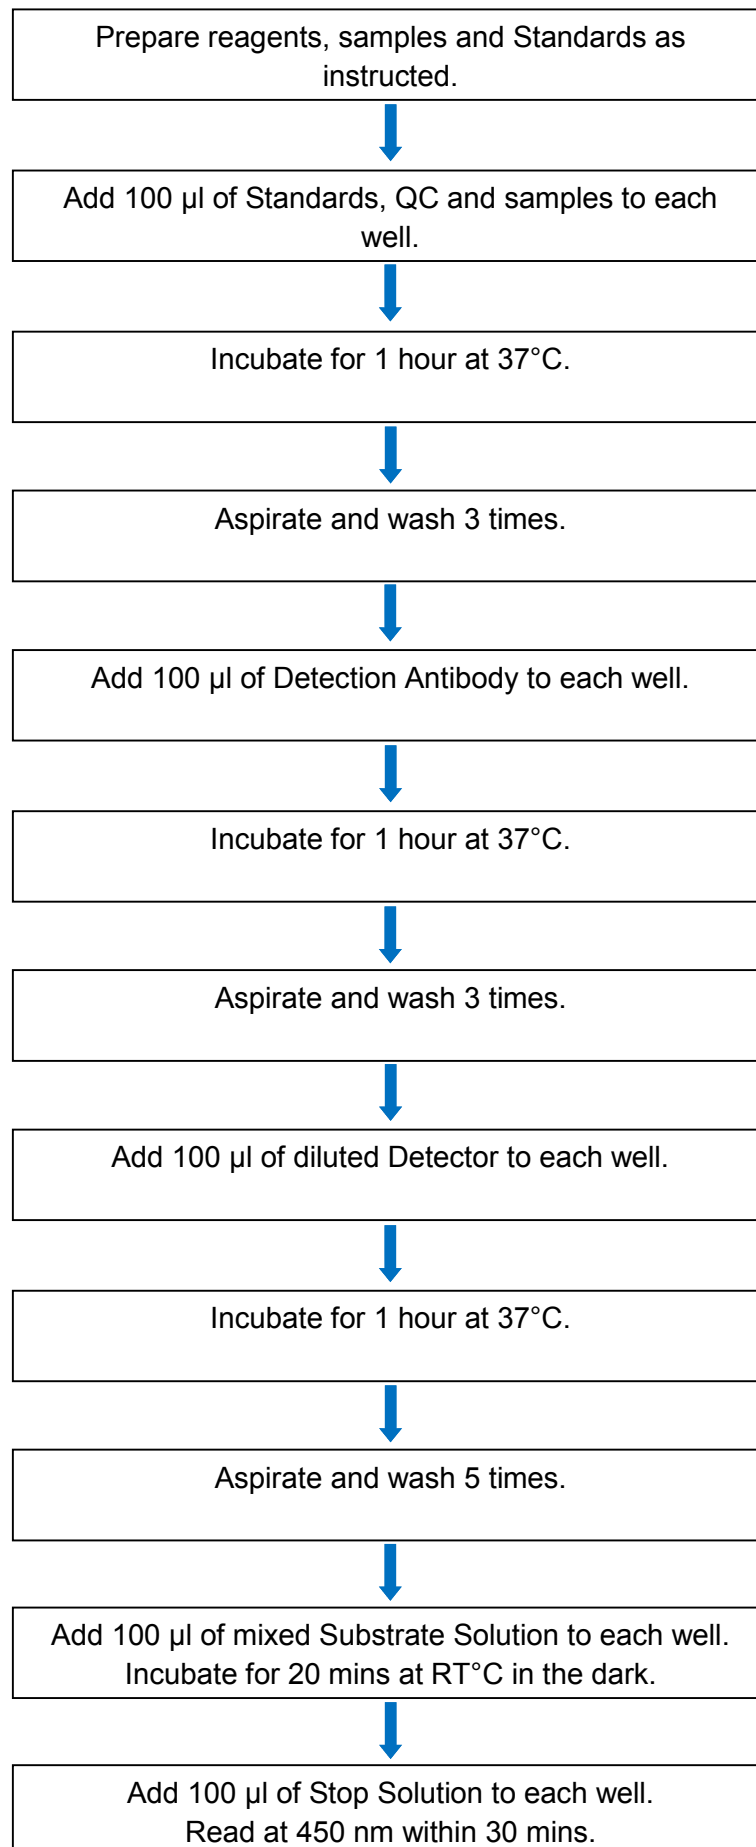 Prepare reagents, samples and Standards as
instructed.
Add 100 µl of Standards, QC and samples to each
well.
Incubate for 1 hour at 37°C.
Aspirate and wash 3 times.
Add 100 µl of Detection Antibody to each well.
Incubate for 1 hour at 37°C.
Aspirate and wash 3 times.
Add 100 µl of diluted Detector to each well.
Incubate for 1 hour at 37°C.
Aspirate and wash 5 times.
Add 100 µl of mixed Substrate Solution to each well.
Incubate for 20 mins at RT°C in the dark.
Add 100 µl of Stop Solution to each well.
Read at 450 nm within 30 mins.